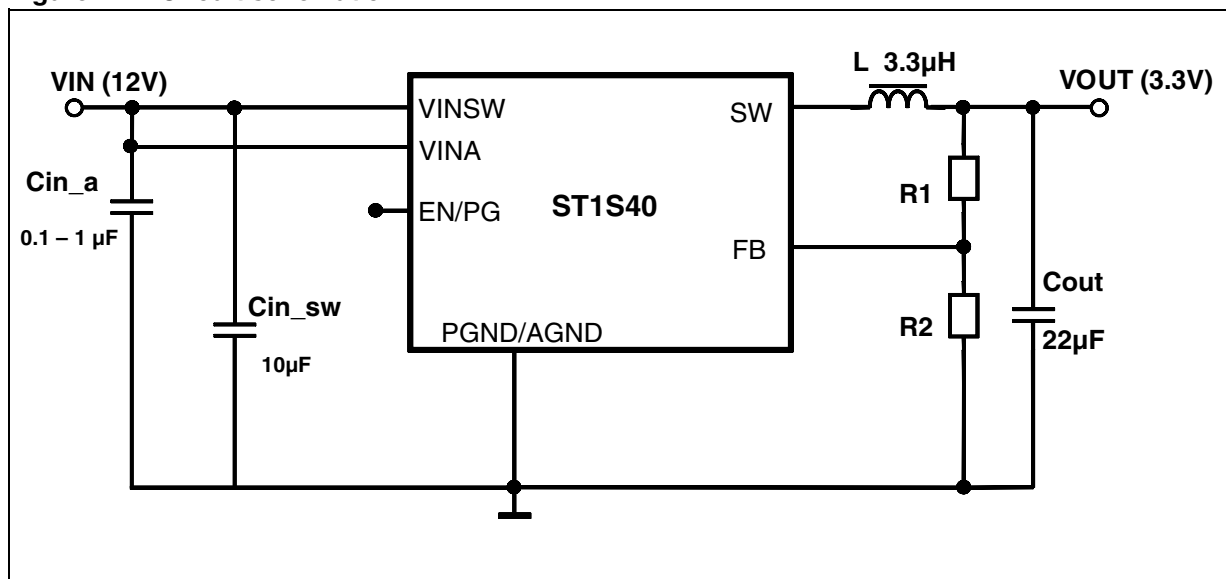 VIN (12V)
L 3.3µH
VOUT (3.3V)
VINSW
SW
VINA
Cin_a
R1
EN/PG
ST1S40
0.1 – 1 µF
FB
Cout
Cin_sw
R2
PGND/AGND
22µF
10µF